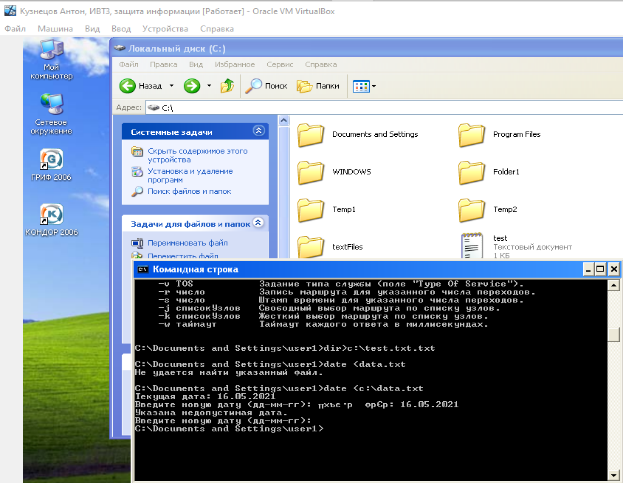 Кузнецов Антон, ИВТЗ, защита информации [Работает] - Oracle VM VirtualBox
Файл Машина Вид Ввод Устройства Справка
Мой компьютер
Сетевое окружение
ГРИФ 2006
КОНДОР 2006
Локальный диск (C:)
Файл Правка Вид Избранное Сервис Справка
Назад Поиск Папки
Адрес: C:\
Системные задачи
Скрыть содержимое этого устройства
Установка и удаление программ
Поиск файлов и папок
Задачи для файлов и папок
Переименовать файл
Переместить файл
Documents and Settings
Program Files
WINDOWS
Folder1
Temp1
Temp2
textFiles
test
Текстовый документ
1 КБ
Командная строка
-v TOS Задание типа службы (поле "Type Of Service").
-r число Запись маршрута для указанного числа переходов.
-s число Штамп времени для указанного числа переходов.
-j списокУзлов Свободный выбор маршрута по списку узлов.
-k списокУзлов Жесткий выбор маршрута по списку узлов.
-w таймаут Таймаут каждого ответа в миллисекундах.
C:\Documents and Settings\user1>dir>c:\test.txt.txt
C:\Documents and Settings\user1>date <data.txt
Не удается найти указанный файл.
C:\Documents and Settings\user1>date <c:\data.txt
Текущая дата: 16.05.2021
Введите новую дату (дд-мм-гг): 16.05.2021
Указана недопустимая дата.
Введите новую дату (дд-мм-гг):
C:\Documents and Settings\user1>